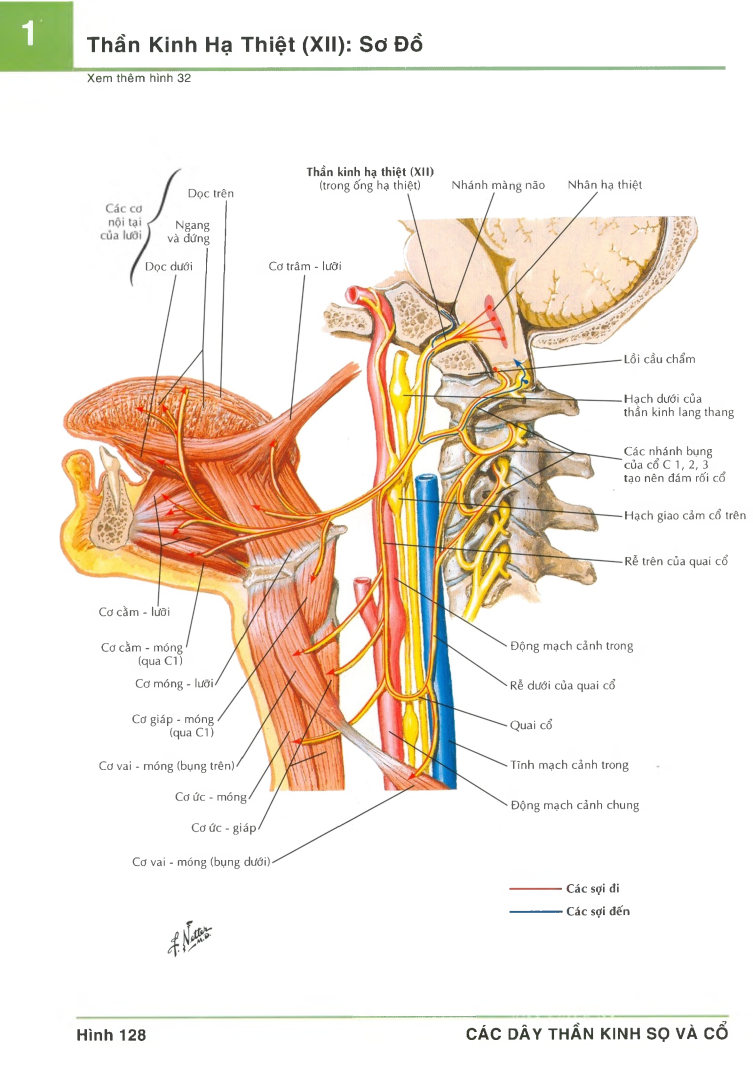 1
Thần Kinh Hạ Thiệt (XII): Sơ Đồ
Xem thêm hình 32
Thần kinh hạ thiệt (XII)
(trong ống hạ thiệt)
Nhánh màng não
Nhân hạ thiệt
Các cơ
nội tại
của lưỡi
Dọc trên
Ngang
và đứng
Dọc dưới
Cơ trâm - lưỡi
Lồi cầu chẩm
Hạch dưới của
thần kinh lang thang
Các nhánh bụng
của cổ C 1, 2, 3
tạo nên đám rối cổ
Hạch giao cảm cổ trên
Rễ trên của quai cổ
Cơ cằm - lưỡi
Cơ cằm - móng
(qua C1)
Cơ móng - lưỡi
Cơ giáp - móng
(qua C1)
Cơ vai - móng (bụng trên)
Cơ ức - móng
Cơ ức - giáp
Cơ vai - móng (bụng dưới)
Động mạch cảnh trong
Rễ dưới của quai cổ
Quai cổ
Tĩnh mạch cảnh trong
Động mạch cảnh chung
Các sợi đi
Các sợi đến
F. Netter
M.D.
Hình 128
CÁC DÂY THẦN KINH SỌ VÀ CỔ